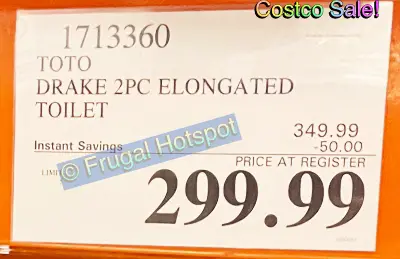 Costco Sale!
1713360
TOTO
DRAKE 2PC ELONGATED
TOILET
349.99
Instant Savings -50.00
© Frugal Hotspot
PRICE AT REGISTER
299.99